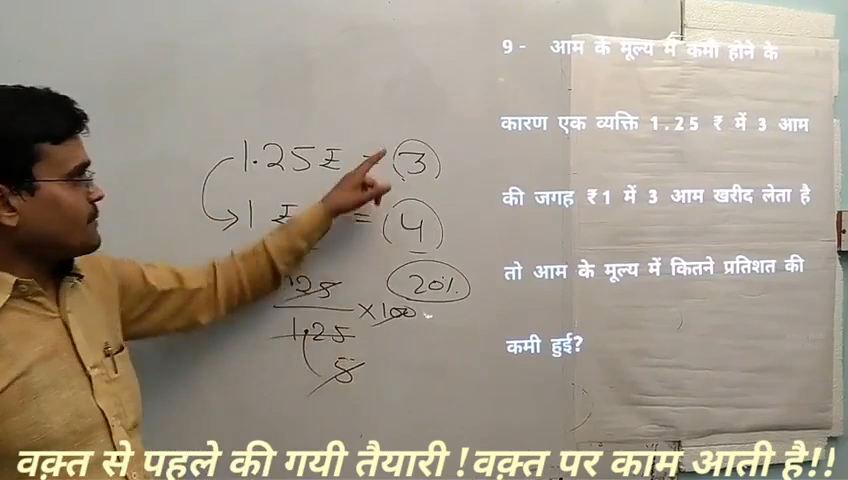 9- आम के मूल्य में कमी होने के
कारण एक व्यक्ति 1.25 ₹ में 3 आम
की जगह ₹1 में 3 आम खरीद लेता है
तो आम के मूल्य में कितने प्रतिशत की
कमी हुई?
1.25 ₹ = 3
1 ₹ = 4
.25
1.25 ×100 20%
5
वक़्त से पहले की गयी तैयारी ! वक़्त पर काम आती है!!